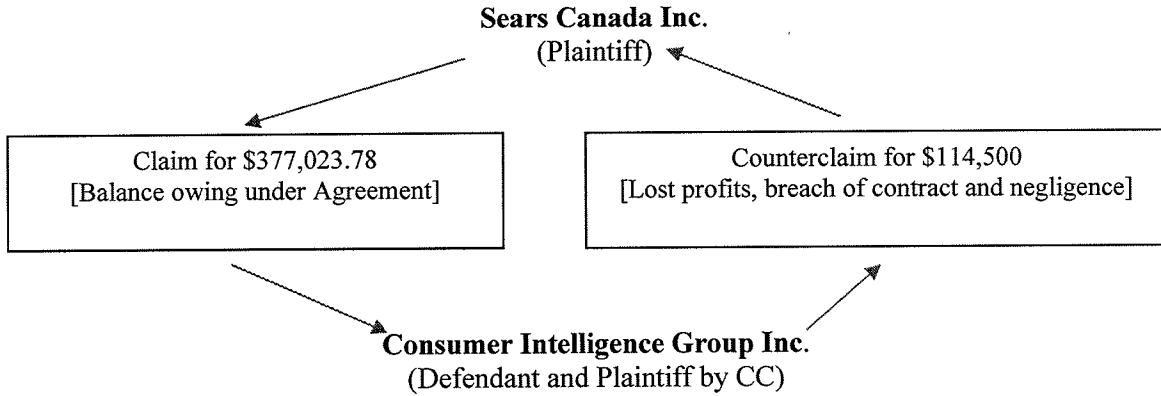 Sears Canada Inc.
(Plaintiff)
Claim for $377,023.78
[Balance owing under Agreement]
Counterclaim for $114,500
[Lost profits, breach of contract and negligence]
Consumer Intelligence Group Inc.
(Defendant and Plaintiff by CC)